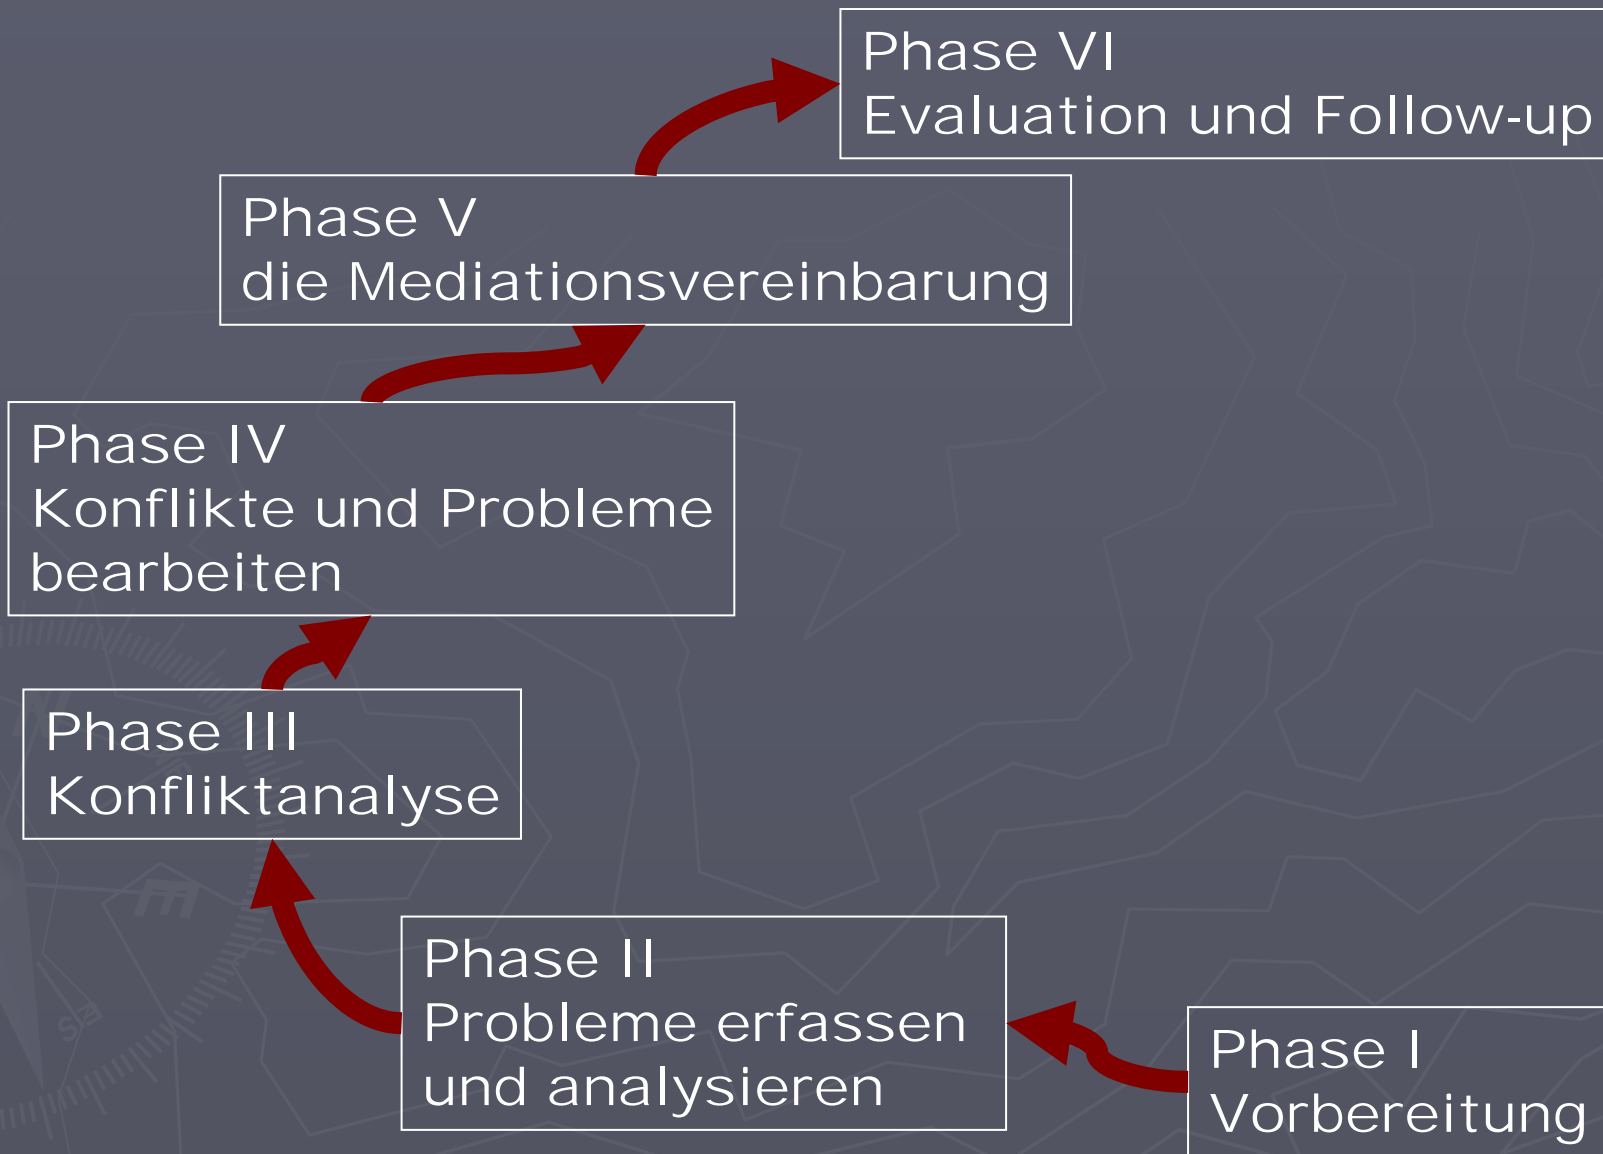 Phase VI
Evaluation und Follow-up
Phase V
die Mediationsvereinbarung
Phase IV
Konflikte und Probleme
bearbeiten
Phase III
Konfliktanalyse
Phase II
Probleme erfassen
und analysieren
Phase I
Vorbereitung
E